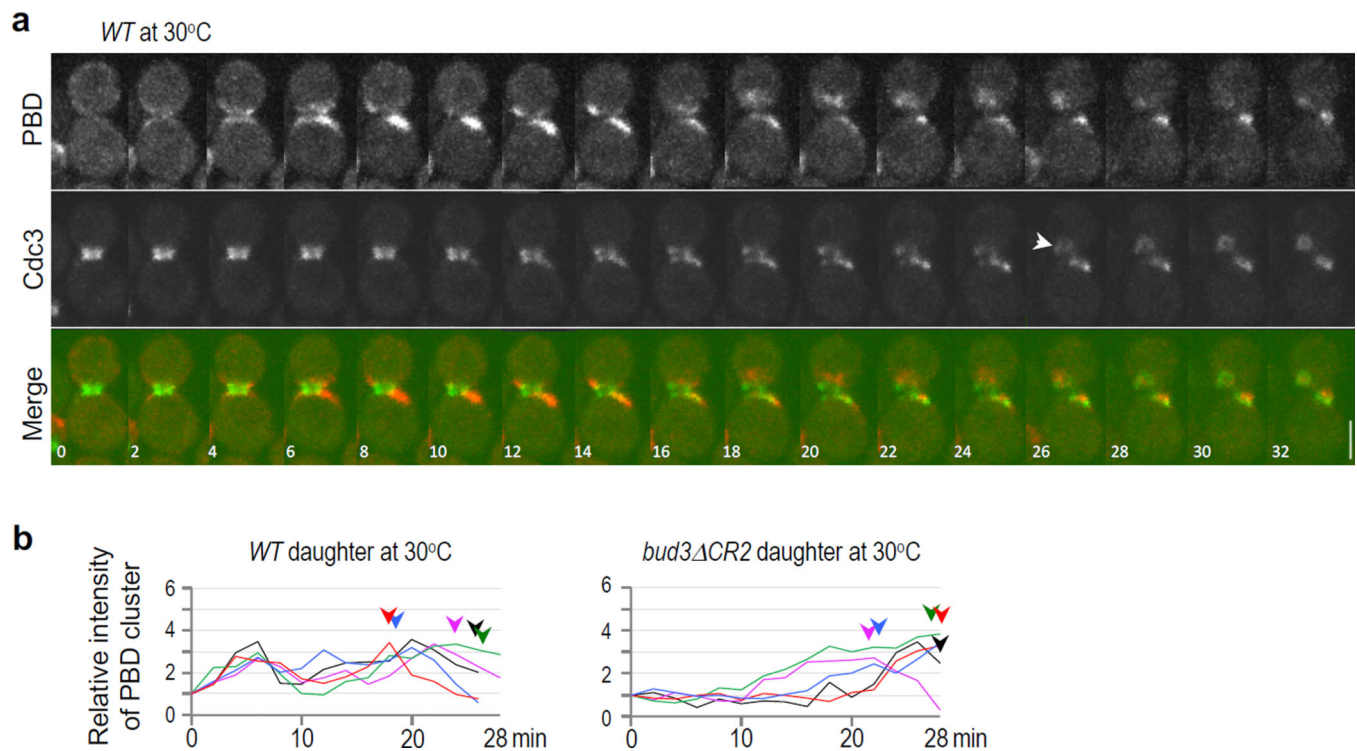 a
WT at 30°C
PBD
Cdc3
Merge
0 2 4 6 8 10 12 14 16 18 20 22 24 26 28 30 32
b
WT daughter at 30°C
bud3ΔCR2 daughter at 30°C
Relative intensity
of PBD cluster
6
4
2
0
0 10 20 28 min
6
4
2
0
0 10 20 28 min